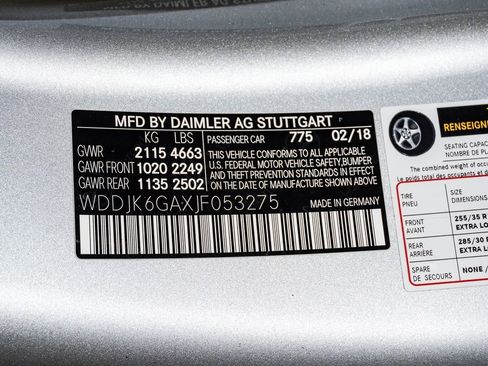 MFD BY DAIMLER AG STUTTGART
KG LBS PASSENGER CAR 775 02/18
GVWR 2115 4663 THIS VEHICLE CONFORMS TO ALL APPLICABLE
GAWR FRONT 1020 2249 U.S. FEDERAL MOTOR VEHICLE SAFETY, BUMPER
GAWR REAR 1135 2502 AND THEFT PREVENTION STANDARDS IN EFFECT
ON THE DATE OF MANUFACTURE SHOWN ABOVE
WDDJK6GAXJF053275 MADE IN GERMANY
RENSEIGNE
SEATING CAPAC
NOMBRE DE PL
The combined weight of occ
Le poids total des occupants et du
TIRE SIZE
PNEU DIMENSIONS
FRONT 255/35 R
AVANT EXTRA LO
REAR 285/30
ARRIÈRE EXTRA LO
SPARE NONE /
DE SECOURS